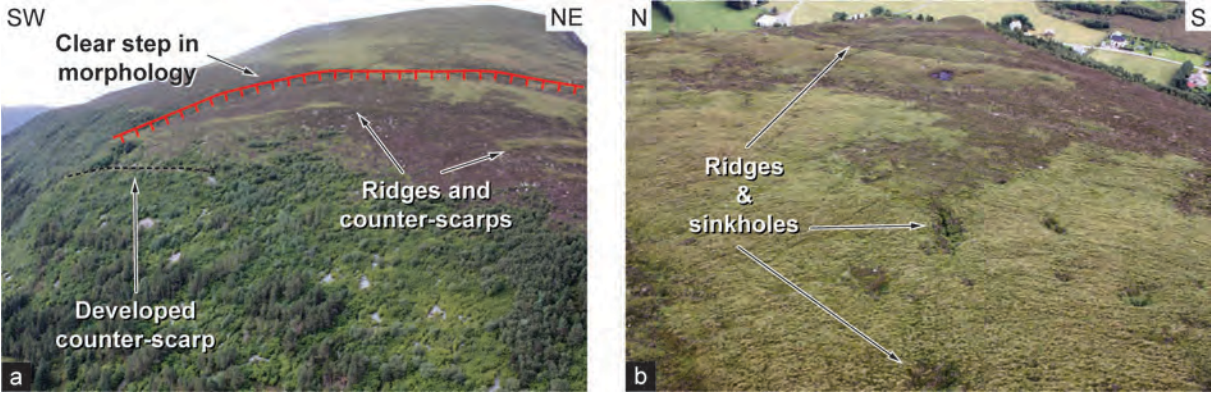 SW
NE
Clear step in
morphology
Ridges and
counter-scarps
Developed
counter-scarp
a
N
S
Ridges
&
sinkholes
b